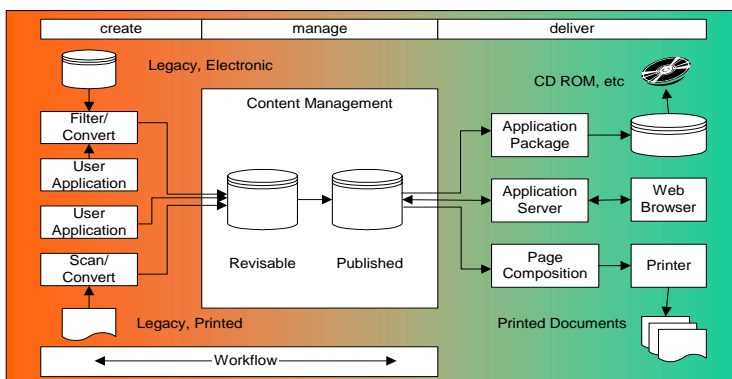 create
manage
deliver
Legacy, Electronic
CD ROM, etc
Content Management
Filter/
Convert
Application
Package
User
Application
User
Application
Application
Server
Web
Browser
Scan/
Convert
Revisable
Published
Page
Composition
Printer
Legacy, Printed
Printed Documents
Workflow